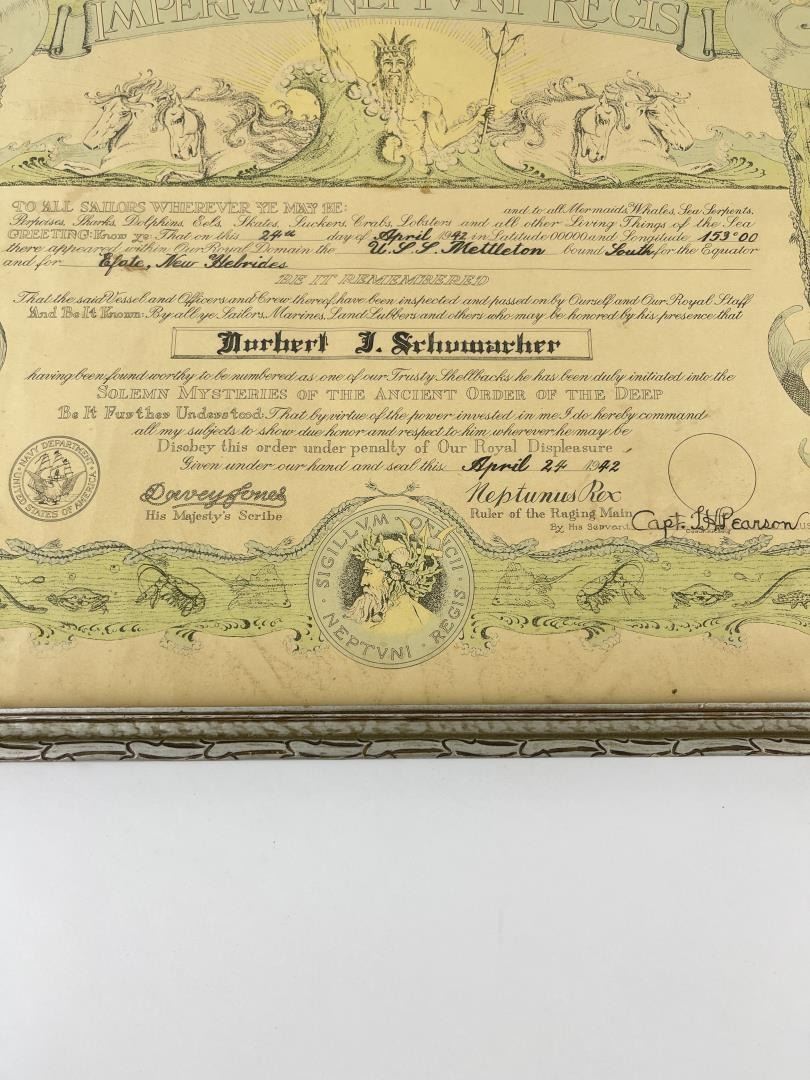 IMPERIVM NEPTVNI REGIS
TO ALL SAILORS WHEREVER YE MAY BE: and to all Mermaids, Whales, Sea Serpents,
Porpoises, Sharks, Dolphins, Eels, Skates, Suckers, Crabs, Lobsters and all other Living Things of the Sea
GREETING: Know ye: That on this 24th day of April 1942 in Latitude 00000 and Longitude 153°00
there appeared within Our Royal Domain the U.S.S. Mettleton bound South for the Equator
and for Efate, New Hebrides
BE IT REMEMBERED
That the said Vessel and Officers and Crew thereof, have been inspected and passed on by Ourself and Our Royal Staff
And Be It Known: By all ye Sailors, Marines, Land Lubbers and others who may be honored by his presence that
Norbert J. Schumacher
having been found worthy to be numbered as one of our Trusty Shellbacks he has been duly initiated into the
SOLEMN MYSTERIES OF THE ANCIENT ORDER OF THE DEEP
Be It Further Understood: That by virtue of the power invested in me I do hereby command
all my subjects to show due honor and respect to him wherever he may be
Disobey this order under penalty of Our Royal Displeasure
Given under our hand and seal this April 24 1942
NAVY DEPARTMENT
UNITED STATES OF AMERICA
Davey Jones
His Majesty's Scribe
Neptunus Rex
Ruler of the Raging Main
By His Servant Capt. J.H. Pearson US
Commanding
SIGILLVM OFFICII
NEPTVNI REGIS